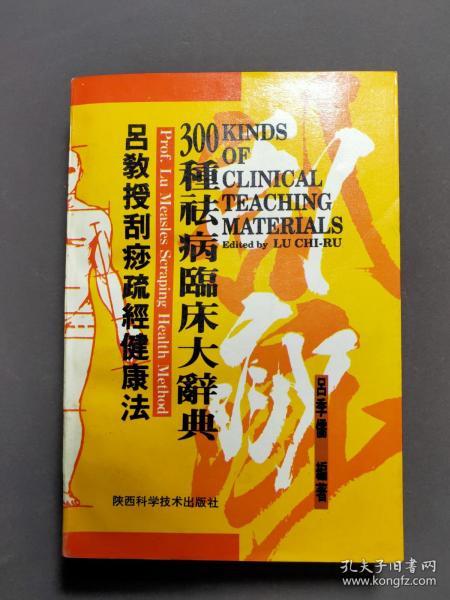 300 KINDS
OF
CLINICAL
TEACHING
MATERIALS
Edited by LU CHI-RU
300種祛病臨床大辭典
Prof. Lu Measles Scraping Health Method
呂教授刮痧疏經健康法
刮痧
呂季儒 編著
陕西科学技术出版社
孔夫子旧书网
www.kongfz.com